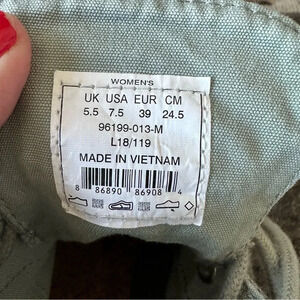 WOMEN'S
UK USA EUR CM
5.5 7.5 39 24.5
96199-013-M
L18/119
MADE IN VIETNAM
8 86890 86908 4